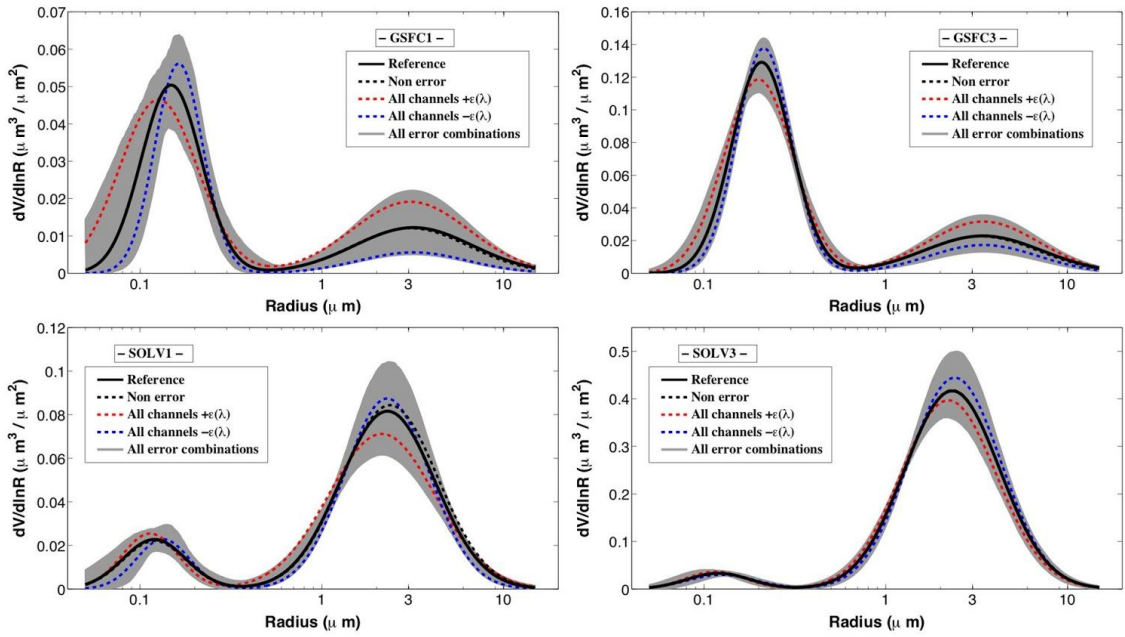 – GSFC1 –
Reference
Non error
All channels +ε(λ)
All channels −ε(λ)
All error combinations
dV/dlnR (μ m³ / μ m²)
0.07
0.06
0.05
0.04
0.03
0.02
0.01
0
0.1
1
3
10
Radius (μ m)
– GSFC3 –
Reference
Non error
All channels +ε(λ)
All channels −ε(λ)
All error combinations
dV/dlnR (μ m³ / μ m²)
0.16
0.14
0.12
0.10
0.08
0.06
0.04
0.02
0
0.1
1
3
10
Radius (μ m)
– SOLV1 –
Reference
Non error
All channels +ε(λ)
All channels −ε(λ)
All error combinations
dV/dlnR (μ m³ / μ m²)
0.12
0.1
0.08
0.06
0.04
0.02
0
0.1
1
3
10
Radius (μ m)
– SOLV3 –
Reference
Non error
All channels +ε(λ)
All channels −ε(λ)
All error combinations
dV/dlnR (μ m³ / μ m²)
0.5
0.4
0.3
0.2
0.1
0
0.1
1
3
10
Radius (μ m)